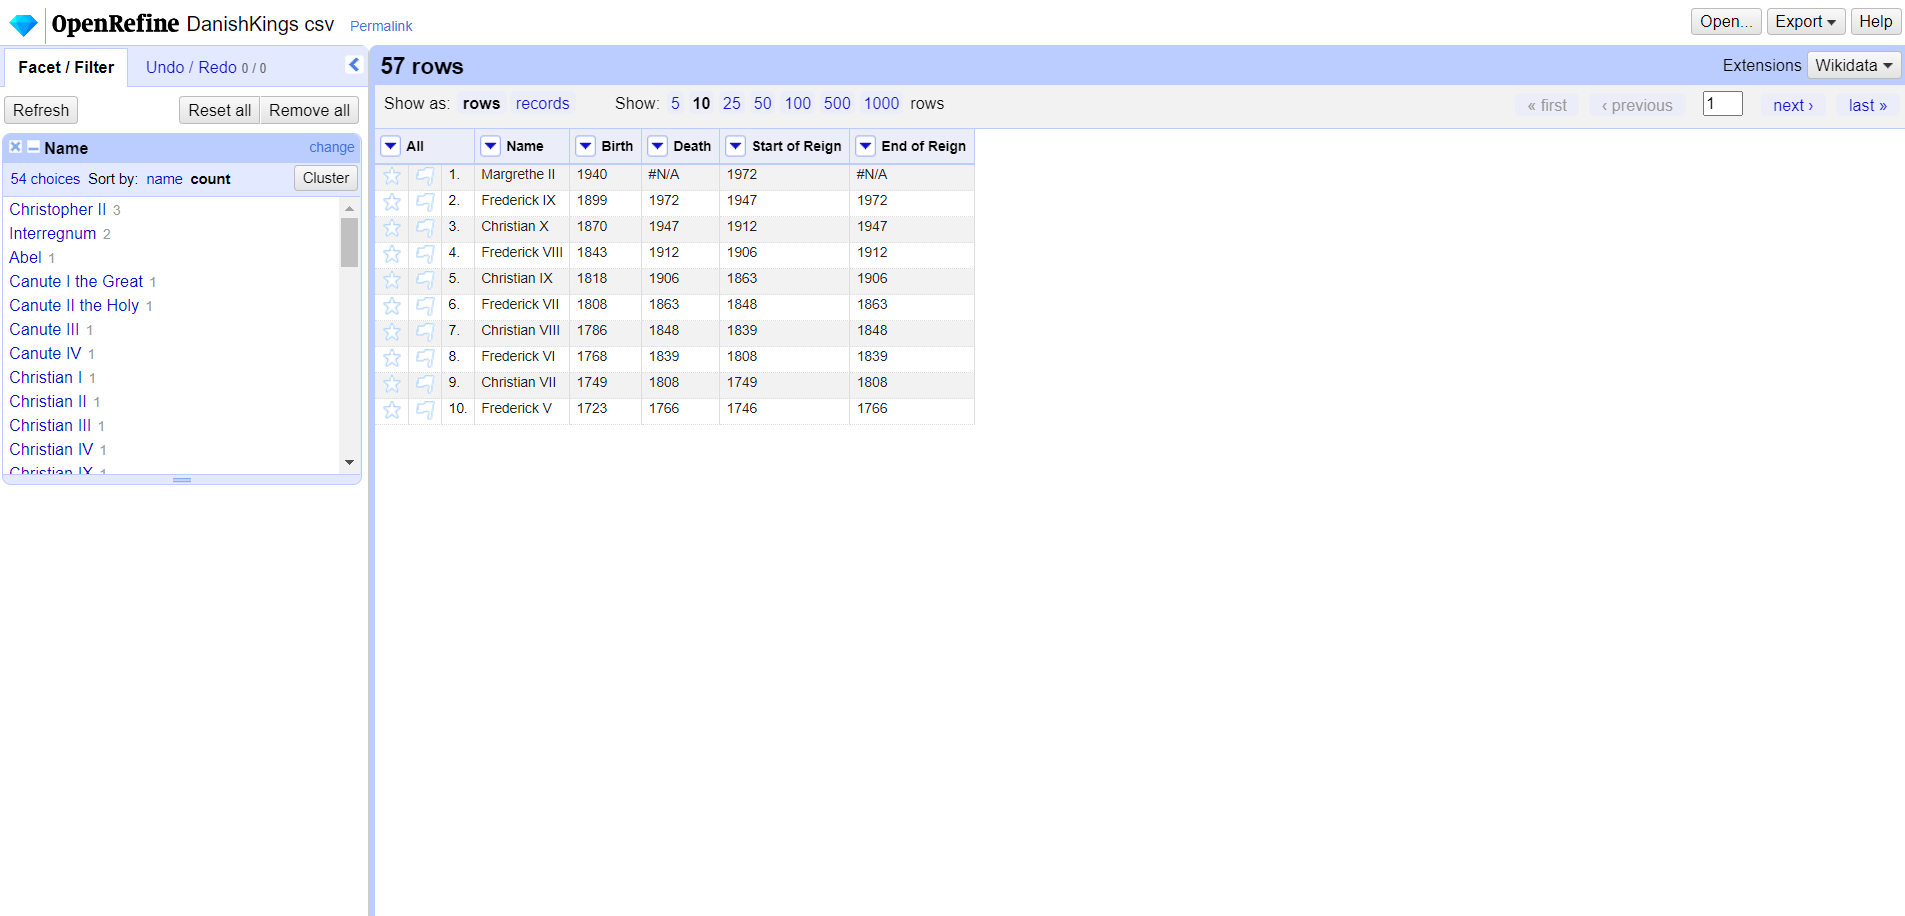 OpenRefine DanishKings csv Permalink Open... Export Help
Facet / Filter Undo / Redo 0 / 0
57 rows Extensions Wikidata
Refresh Reset all Remove all
Show as: rows records Show: 5 10 25 50 100 500 1000 rows « first ‹ previous 1 next › last »
Name change
54 choices Sort by: name count Cluster
Christopher II 3
Interregnum 2
Abel 1
Canute I the Great 1
Canute II the Holy 1
Canute III 1
Canute IV 1
Christian I 1
Christian II 1
Christian III 1
Christian IV 1
Christian IX 1
All Name Birth Death Start of Reign End of Reign
1. Margrethe II 1940 #N/A 1972 #N/A
2. Frederick IX 1899 1972 1947 1972
3. Christian X 1870 1947 1912 1947
4. Frederick VIII 1843 1912 1906 1912
5. Christian IX 1818 1906 1863 1906
6. Frederick VII 1808 1863 1848 1863
7. Christian VIII 1786 1848 1839 1848
8. Frederick VI 1768 1839 1808 1839
9. Christian VII 1749 1808 1749 1808
10. Frederick V 1723 1766 1746 1766